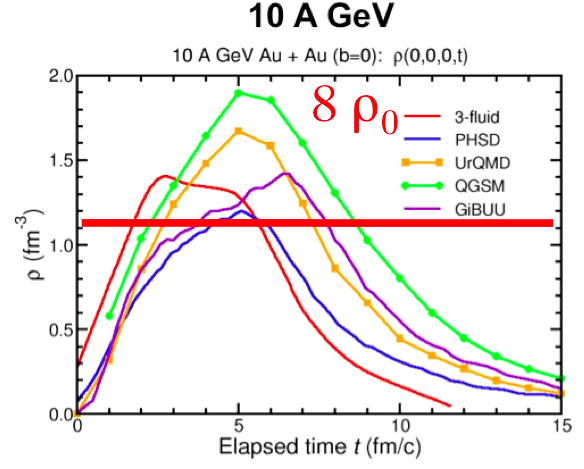 10 A GeV
10 A GeV Au + Au (b=0): ρ(0,0,0,t)
8 ρ0
3-fluid
PHSD
UrQMD
QGSM
GiBUU
ρ (fm-3)
2.0
1.5
1.0
0.5
0.0
0 5 10 15
Elapsed time t (fm/c)